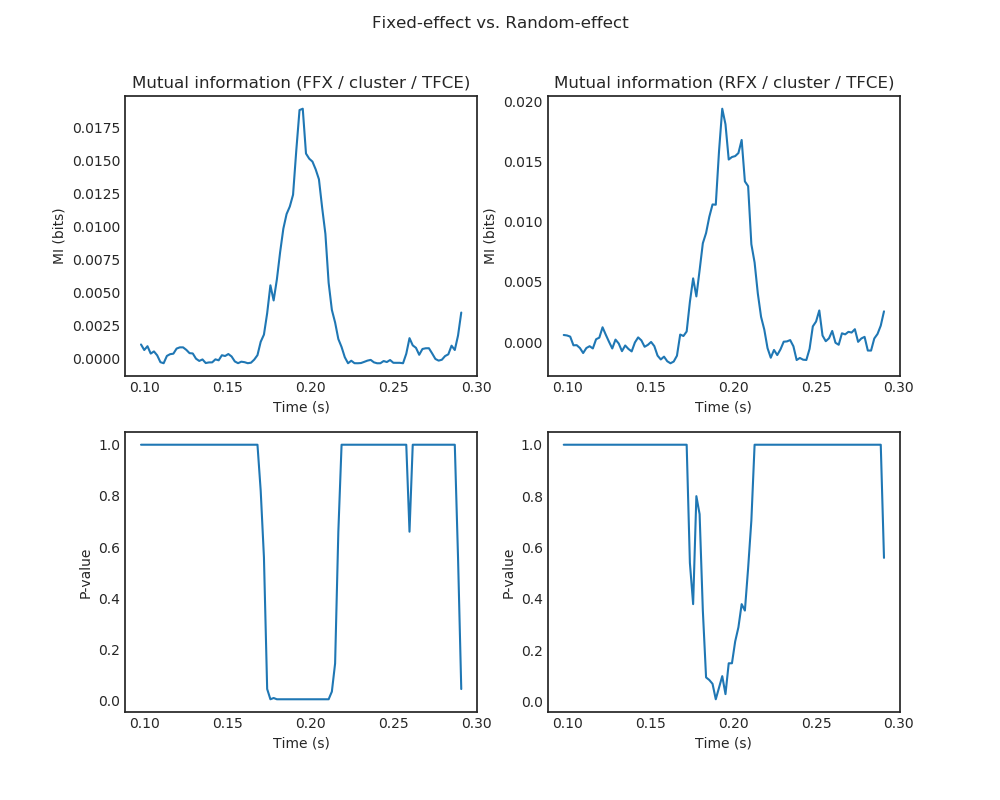 Fixed-effect vs. Random-effect
Mutual information (FFX / cluster / TFCE)
MI (bits)
0.0175
0.0150
0.0125
0.0100
0.0075
0.0050
0.0025
0.0000
0.10 0.15 0.20 0.25 0.30
Time (s)
Mutual information (RFX / cluster / TFCE)
MI (bits)
0.020
0.015
0.010
0.005
0.000
0.10 0.15 0.20 0.25 0.30
Time (s)
P-value
1.0
0.8
0.6
0.4
0.2
0.0
0.10 0.15 0.20 0.25 0.30
Time (s)
P-value
1.0
0.8
0.6
0.4
0.2
0.0
0.10 0.15 0.20 0.25 0.30
Time (s)